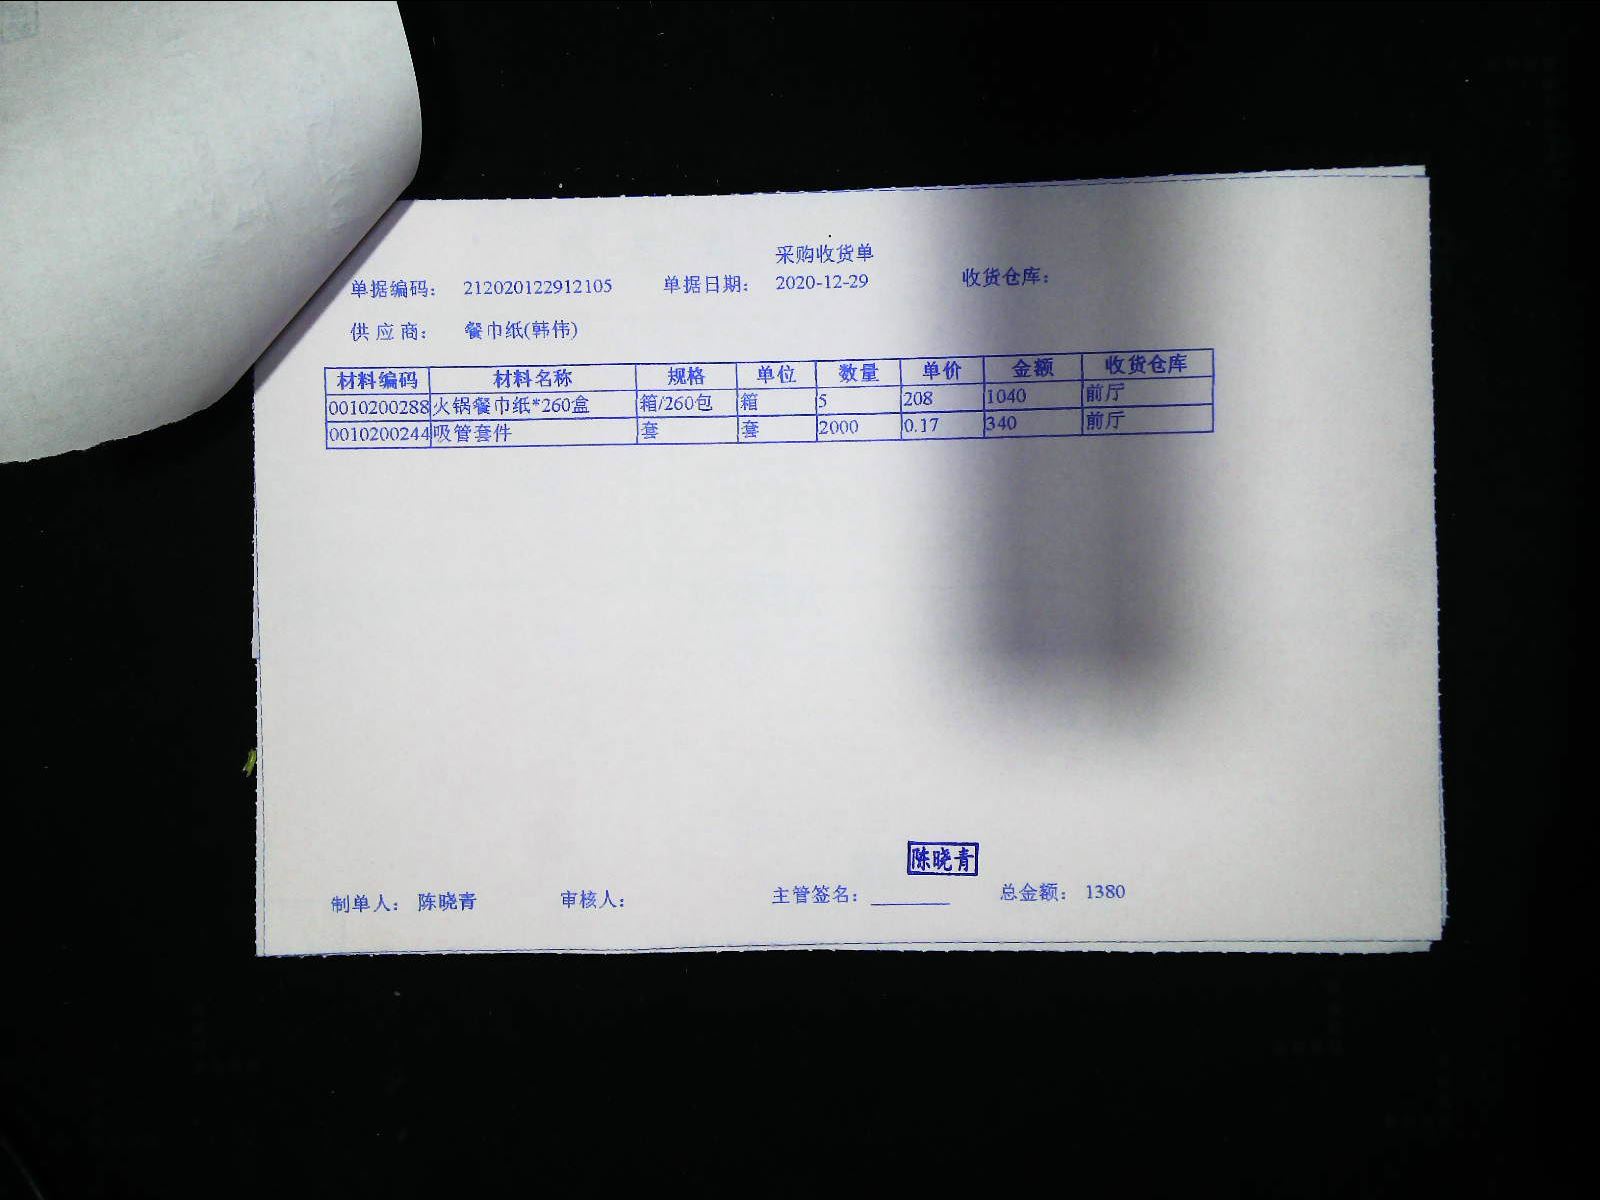 采购收货单
单据编码： 212020122912105 单据日期： 2020-12-29 收货仓库：
供应商： 餐巾纸(韩伟)
材料编码 材料名称 规格 单位 数量 单价 金额 收货仓库
0010200288 火锅餐巾纸*260盒 箱/260包 箱 5 208 1040 前厅
0010200244 吸管套件 套 套 2000 0.17 340 前厅
陈晓青
制单人： 陈晓青 审核人： 主管签名：________ 总金额： 1380